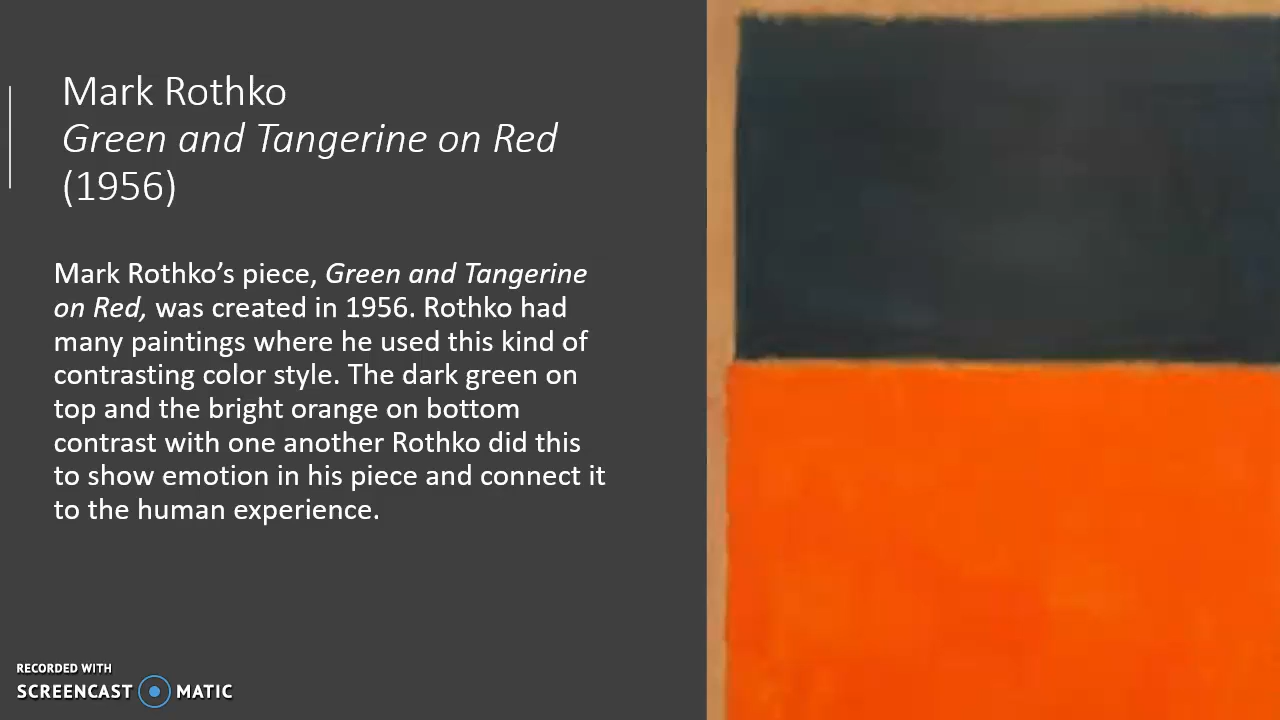 Mark Rothko
Green and Tangerine on Red
(1956)
Mark Rothko’s piece, Green and Tangerine
on Red, was created in 1956. Rothko had
many paintings where he used this kind of
contrasting color style. The dark green on
top and the bright orange on bottom
contrast with one another Rothko did this
to show emotion in his piece and connect it
to the human experience.
RECORDED WITH
SCREENCAST MATIC